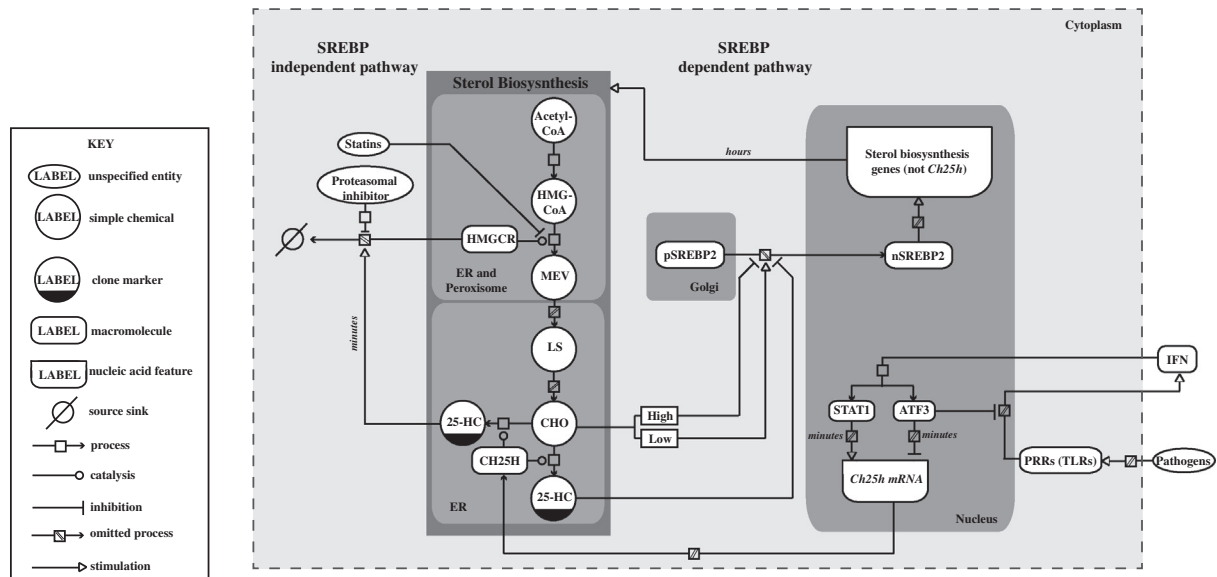 Cytoplasm
SREBP
independent pathway
SREBP
dependent pathway
KEY
LABEL unspecified entity
LABEL simple chemical
LABEL clone marker
LABEL macromolecule
LABEL nucleic acid feature
source sink
process
catalysis
inhibition
omitted process
stimulation
Sterol Biosysnthesis
Acetyl-
CoA
Statins
Proteasomal
inhibitor
HMG-
CoA
HMGCR
MEV
ER and
Peroxisome
minutes
LS
25-HC
CHO
CH25H
25-HC
ER
High
Low
hours
pSREBP2
Golgi
nSREBP2
Sterol biosysnthesis
genes (not Ch25h)
IFN
STAT1
ATF3
minutes
minutes
PRRs (TLRs)
Pathogens
Ch25h mRNA
Nucleus